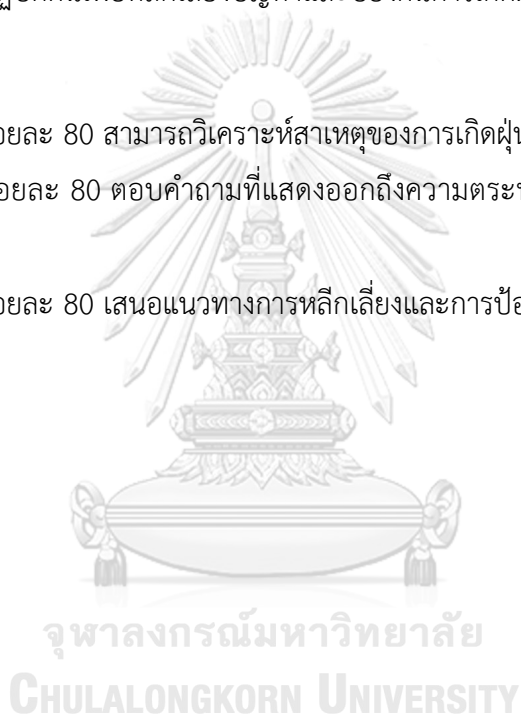 อยละ 80 สามารถวิเคราะห์สาเหตุของการเกิดฝุ่น
อยละ 80 ตอบคำถามที่แสดงออกถึงความตระห
อยละ 80 เสนอแนวทางการหลีกเลี่ยงและการป้อ
จุฬาลงกรณ์มหาวิทยาลัย
CHULALONGKORN UNIVERSITY